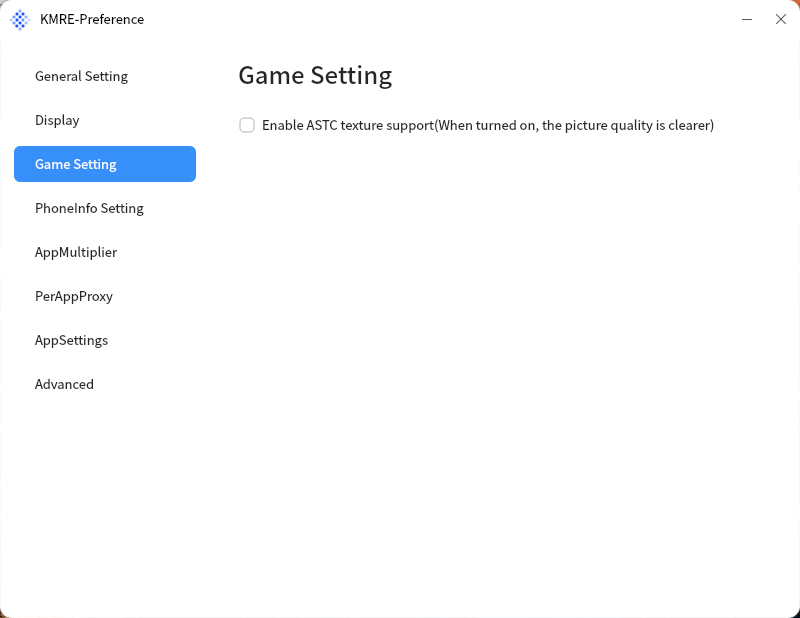 KMRE-Preference
General Setting
Display
Game Setting
PhoneInfo Setting
AppMultiplier
PerAppProxy
AppSettings
Advanced
Game Setting
Enable ASTC texture support(When turned on, the picture quality is clearer)